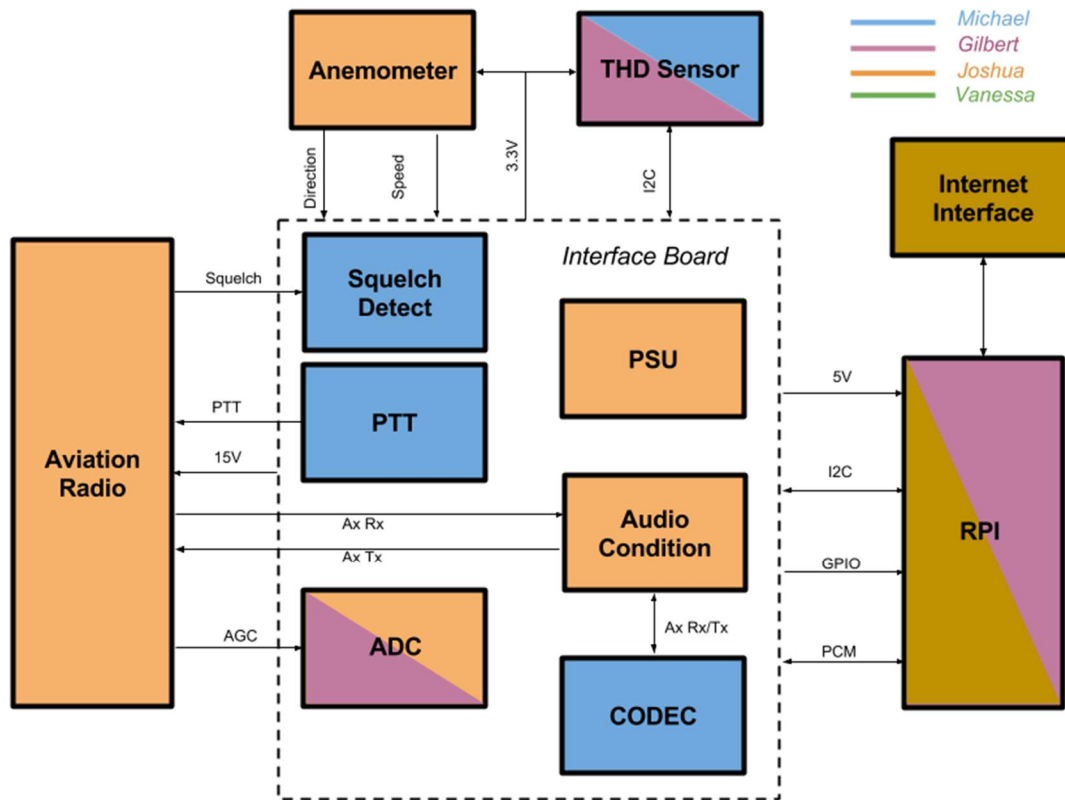 Michael
Gilbert
Joshua
Vanessa
Anemometer
THD Sensor
Direction
Speed
3.3V
I2C
Internet
Interface
Interface Board
Squelch
Squelch
Detect
PSU
5V
PTT
PTT
15V
Aviation
Radio
I2C
Ax Rx
Audio
Condition
Ax Tx
RPI
GPIO
AGC
ADC
Ax Rx/Tx
PCM
CODEC